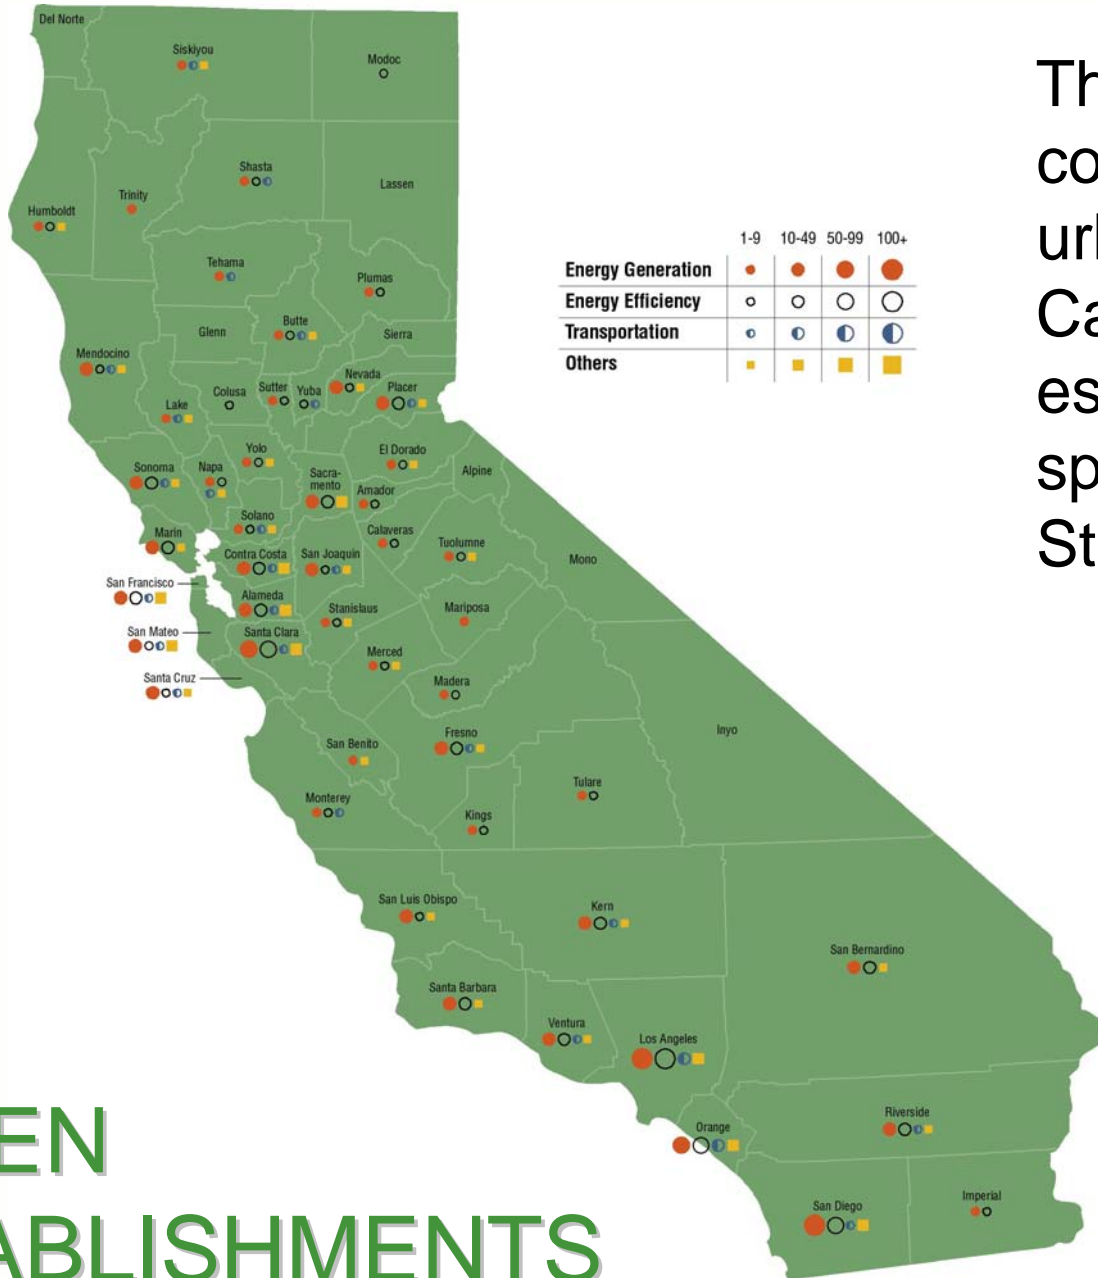 Del Norte
Siskiyou
Modoc
Shasta
Lassen
Trinity
Humboldt
Tehama
Plumas
Glenn
Butte
Sierra
Mendocino
Nevada
Placer
Lake
Colusa
Sutter
Yuba
Yolo
El Dorado
Sonoma
Napa
Sacra-
mento
Amador
Alpine
Solano
Marin
Calaveras
Contra Costa
San Joaquin
Tuolumne
Mono
San Francisco
Alameda
Stanislaus
Mariposa
San Mateo
Santa Clara
Merced
Santa Cruz
Madera
San Benito
Fresno
Inyo
Monterey
Tulare
Kings
San Luis Obispo
Kern
San Bernardino
Santa Barbara
Ventura
Los Angeles
Orange
Riverside
San Diego
Imperial
1-9 10-49 50-99 100+
Energy Generation
Energy Efficiency
Transportation
Others
Th
co
url
Ca
es
sp
St
EN
ABLISHMENTS